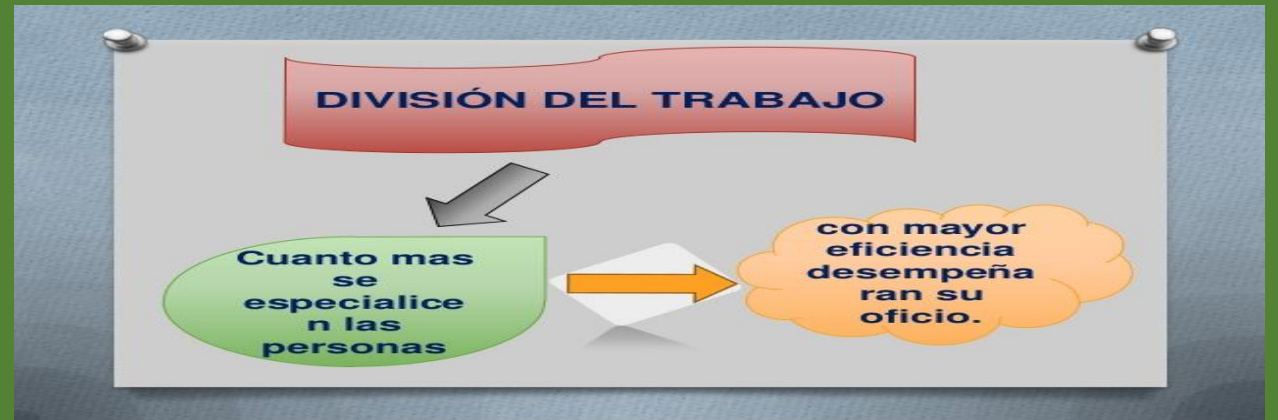 DIVISIÓN DEL TRABAJO
Cuanto mas
se
especialice
n las
personas
con mayor
eficiencia
desempeña
ran su
oficio.